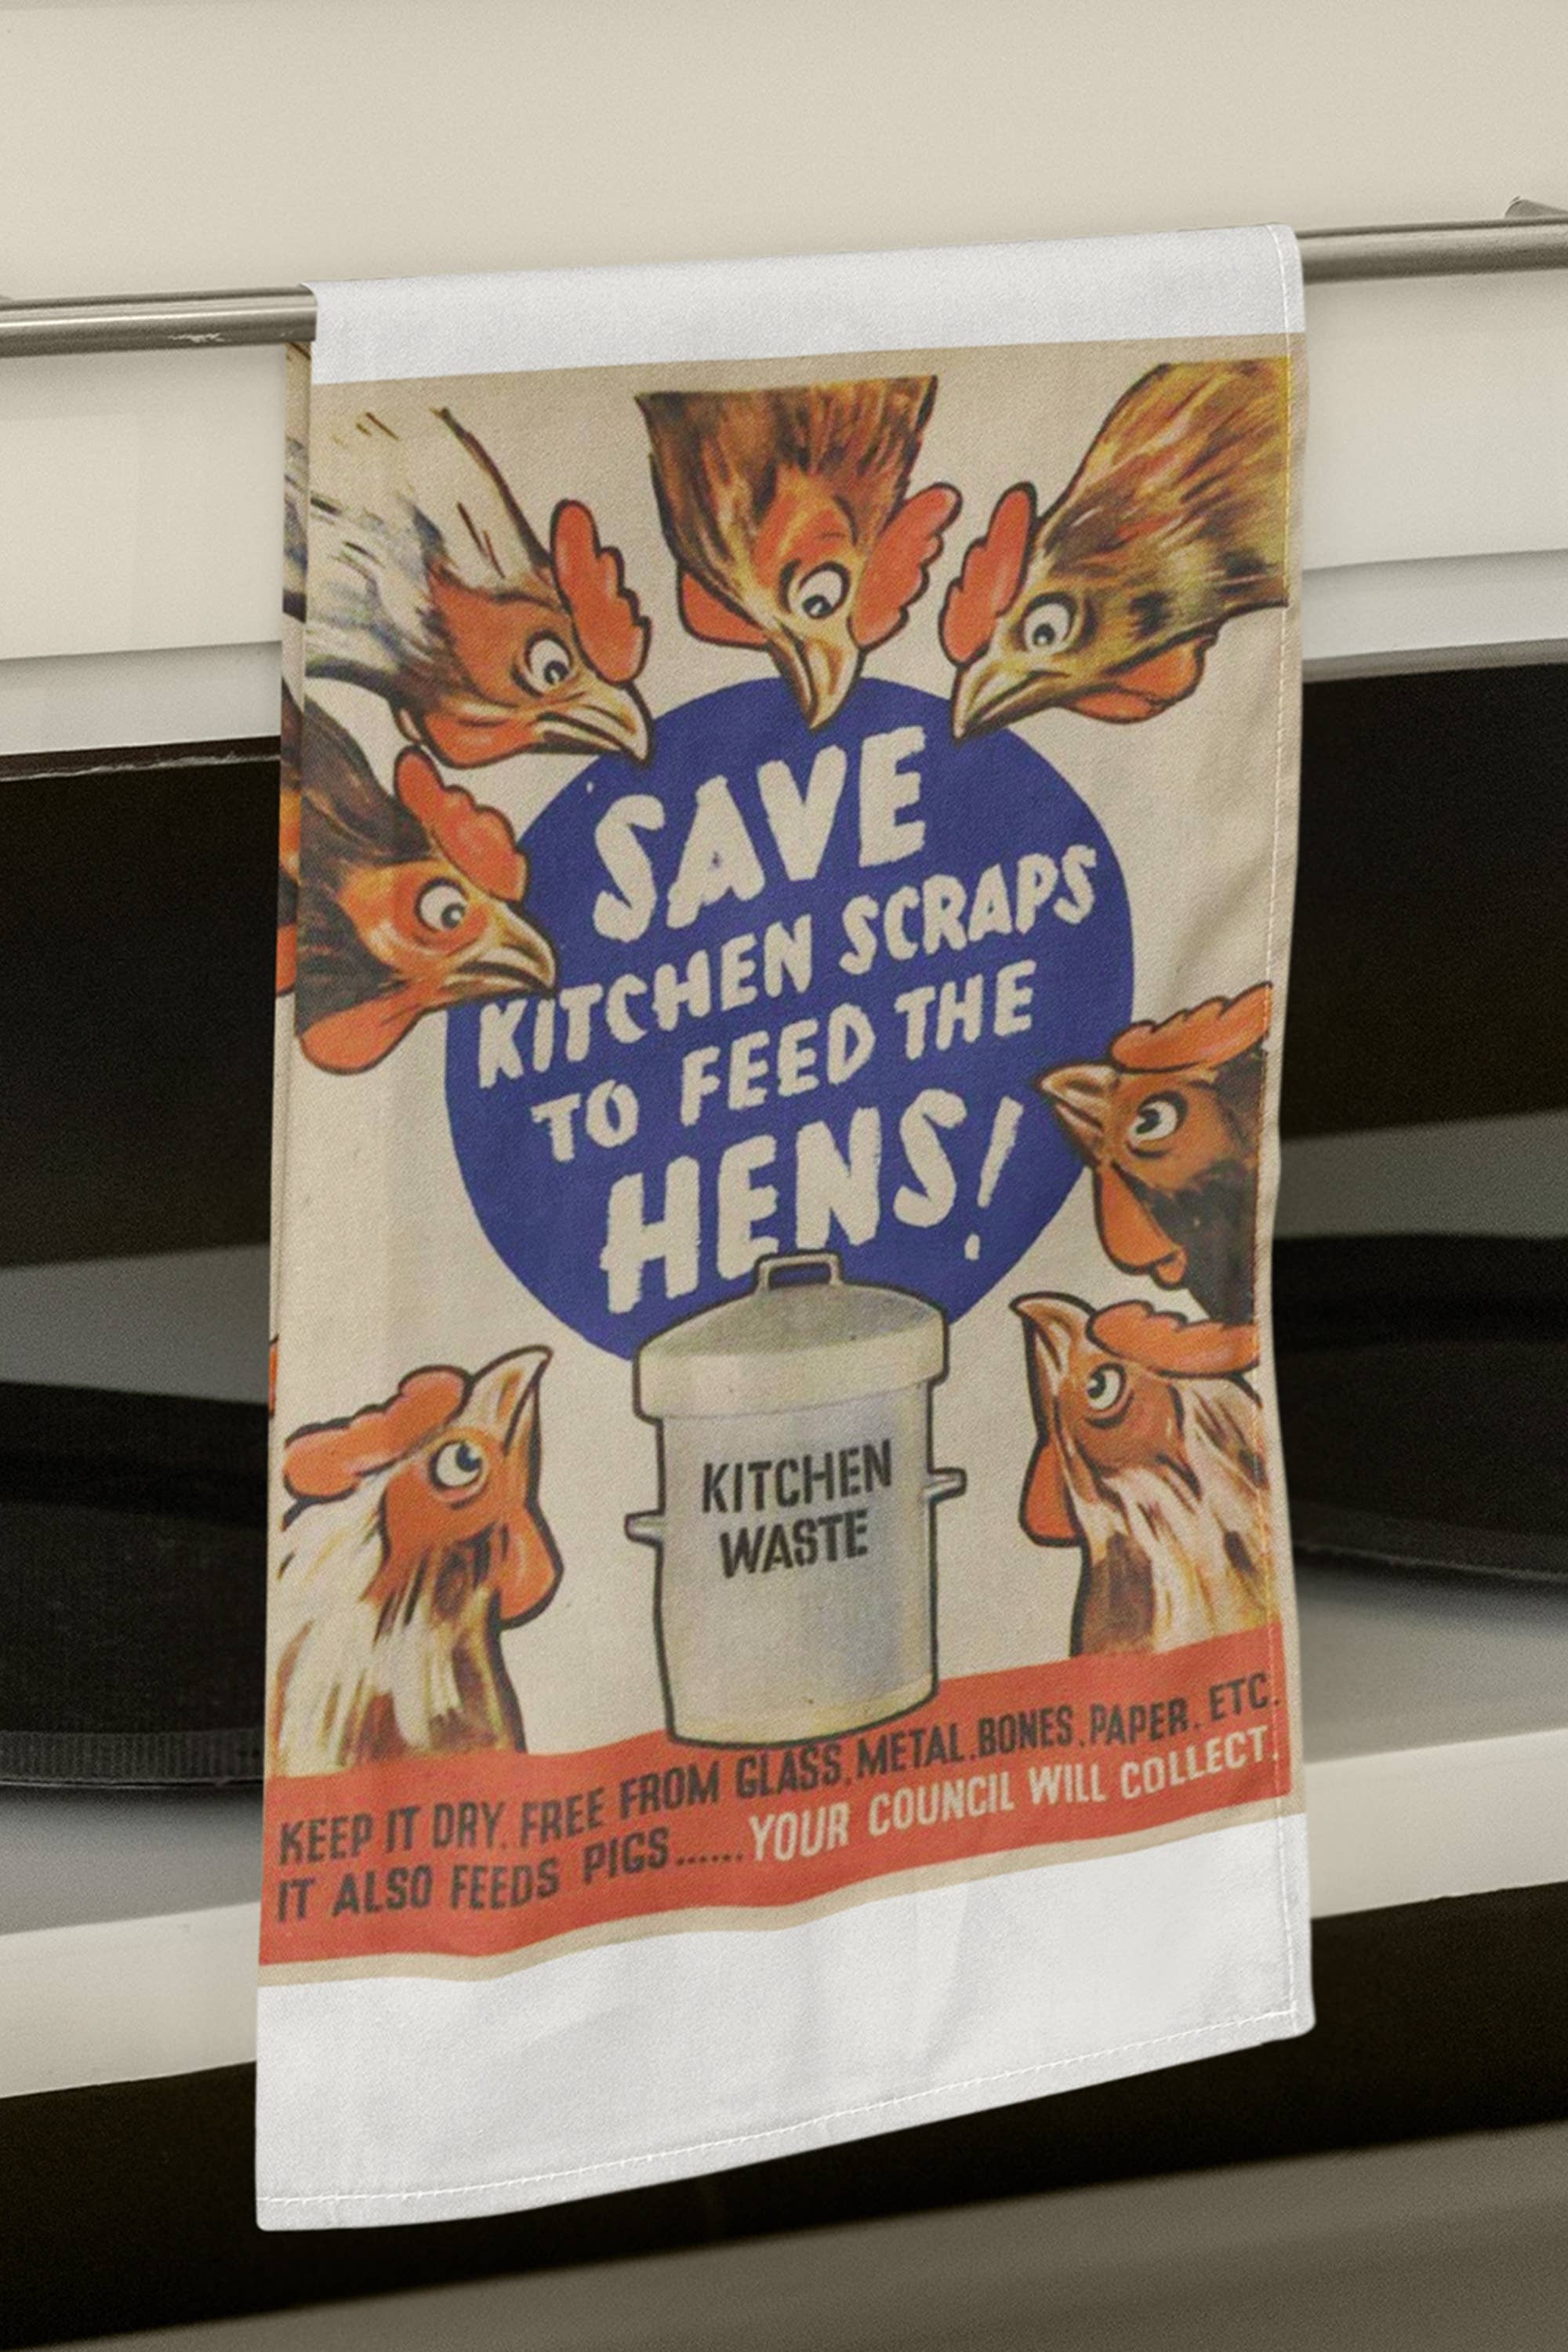 SAVE
KITCHEN SCRAPS
TO FEED THE
HENS!
KITCHEN
WASTE
KEEP IT DRY, FREE FROM GLASS, METAL, BONES, PAPER, ETC.
IT ALSO FEEDS PIGS......YOUR COUNCIL WILL COLLECT.